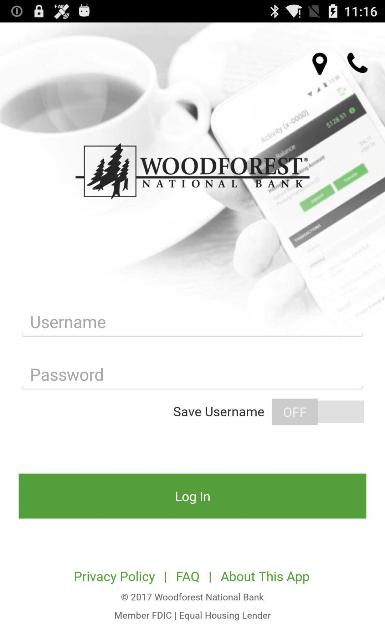 11:16
Activity (x-0000)
$128.51
WOODFOREST®
NATIONAL BANK
Username
Password
Save Username OFF
Log In
Privacy Policy | FAQ | About This App
© 2017 Woodforest National Bank
Member FDIC | Equal Housing Lender